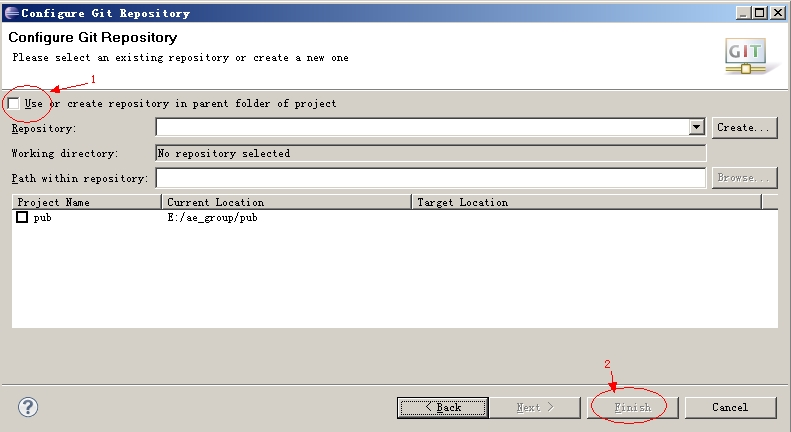 Configure Git Repository
Configure Git Repository
Please select an existing repository or create a new one
GIT
1
Use or create repository in parent folder of project
Repository:
Create...
Working directory:
No repository selected
Path within repository:
Browse...
Project Name Current Location Target Location
pub E:/ae_group/pub
2
? < Back Next > Finish Cancel